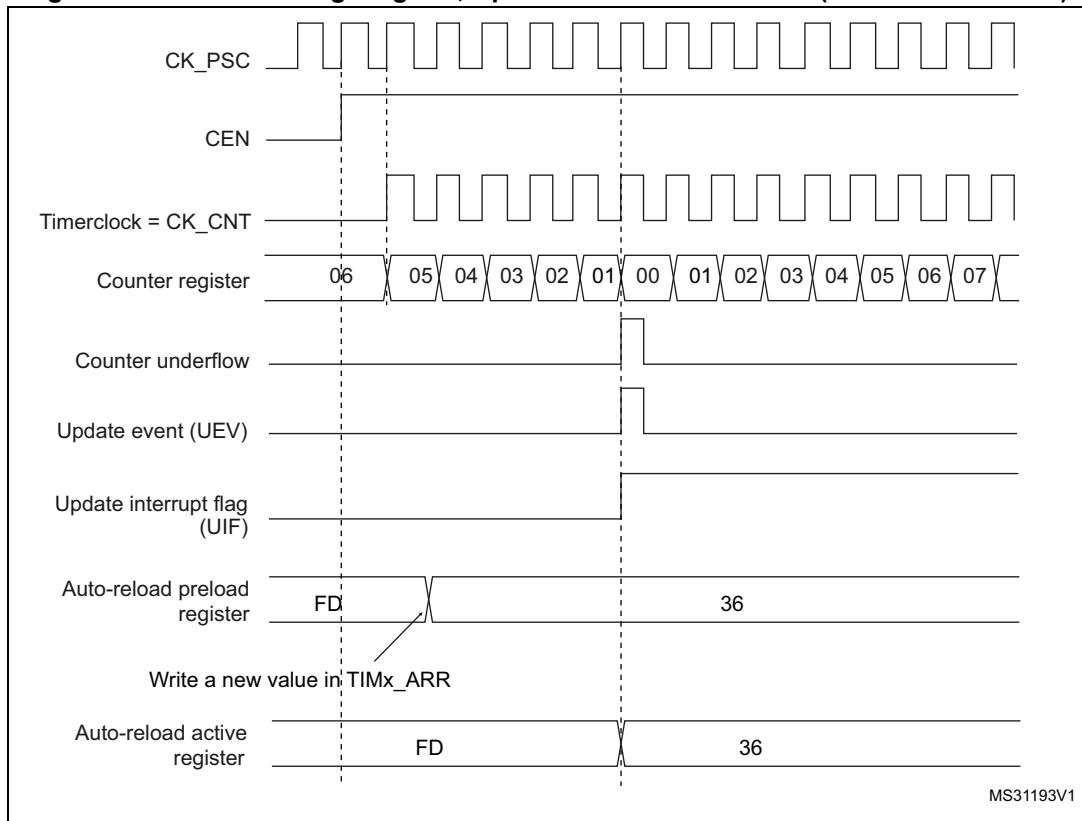 CK_PSC
CEN
Timerclock = CK_CNT
Counter register
06 05 04 03 02 01 00 01 02 03 04 05 06 07
Counter underflow
Update event (UEV)
Update interrupt flag
(UIF)
Auto-reload preload
register
FD 36
Write a new value in TIMx_ARR
Auto-reload active
register
FD 36
MS31193V1